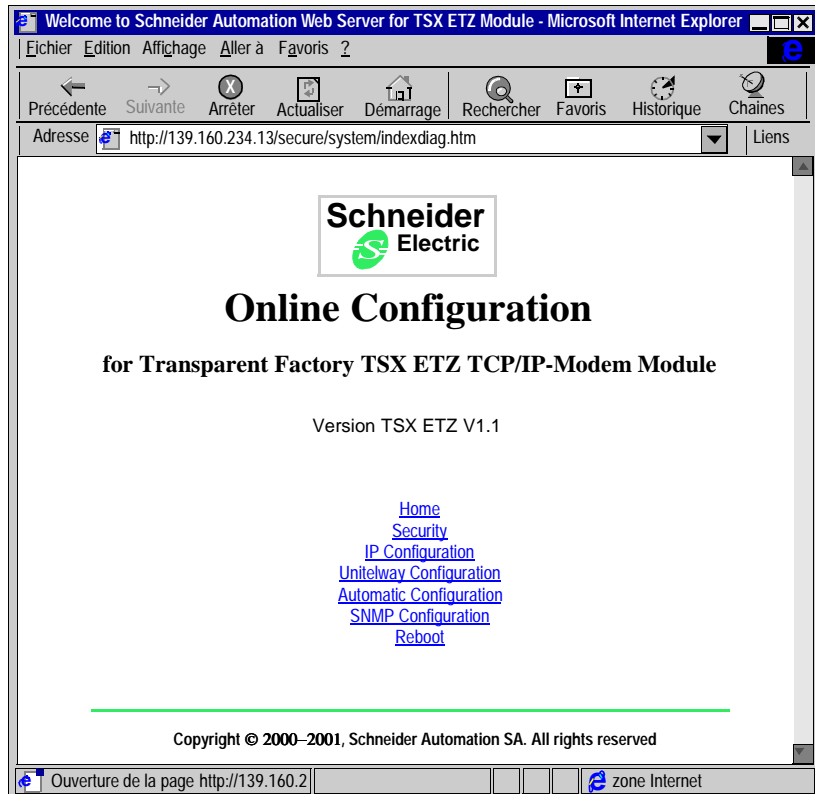 Welcome to Schneider Automation Web Server for TSX ETZ Module - Microsoft Internet Explorer
Fichier Edition Affichage Aller à Favoris ?
Précédente Suivante Arrêter Actualiser Démarrage Rechercher Favoris Historique Chaines
Adresse http://139.160.234.13/secure/system/indexdiag.htm Liens
Schneider
Electric
Online Configuration
for Transparent Factory TSX ETZ TCP/IP-Modem Module
Version TSX ETZ V1.1
Home
Security
IP Configuration
Unitelway Configuration
Automatic Configuration
SNMP Configuration
Reboot
Copyright © 2000–2001, Schneider Automation SA. All rights reserved
Ouverture de la page http://139.160.2 zone Internet